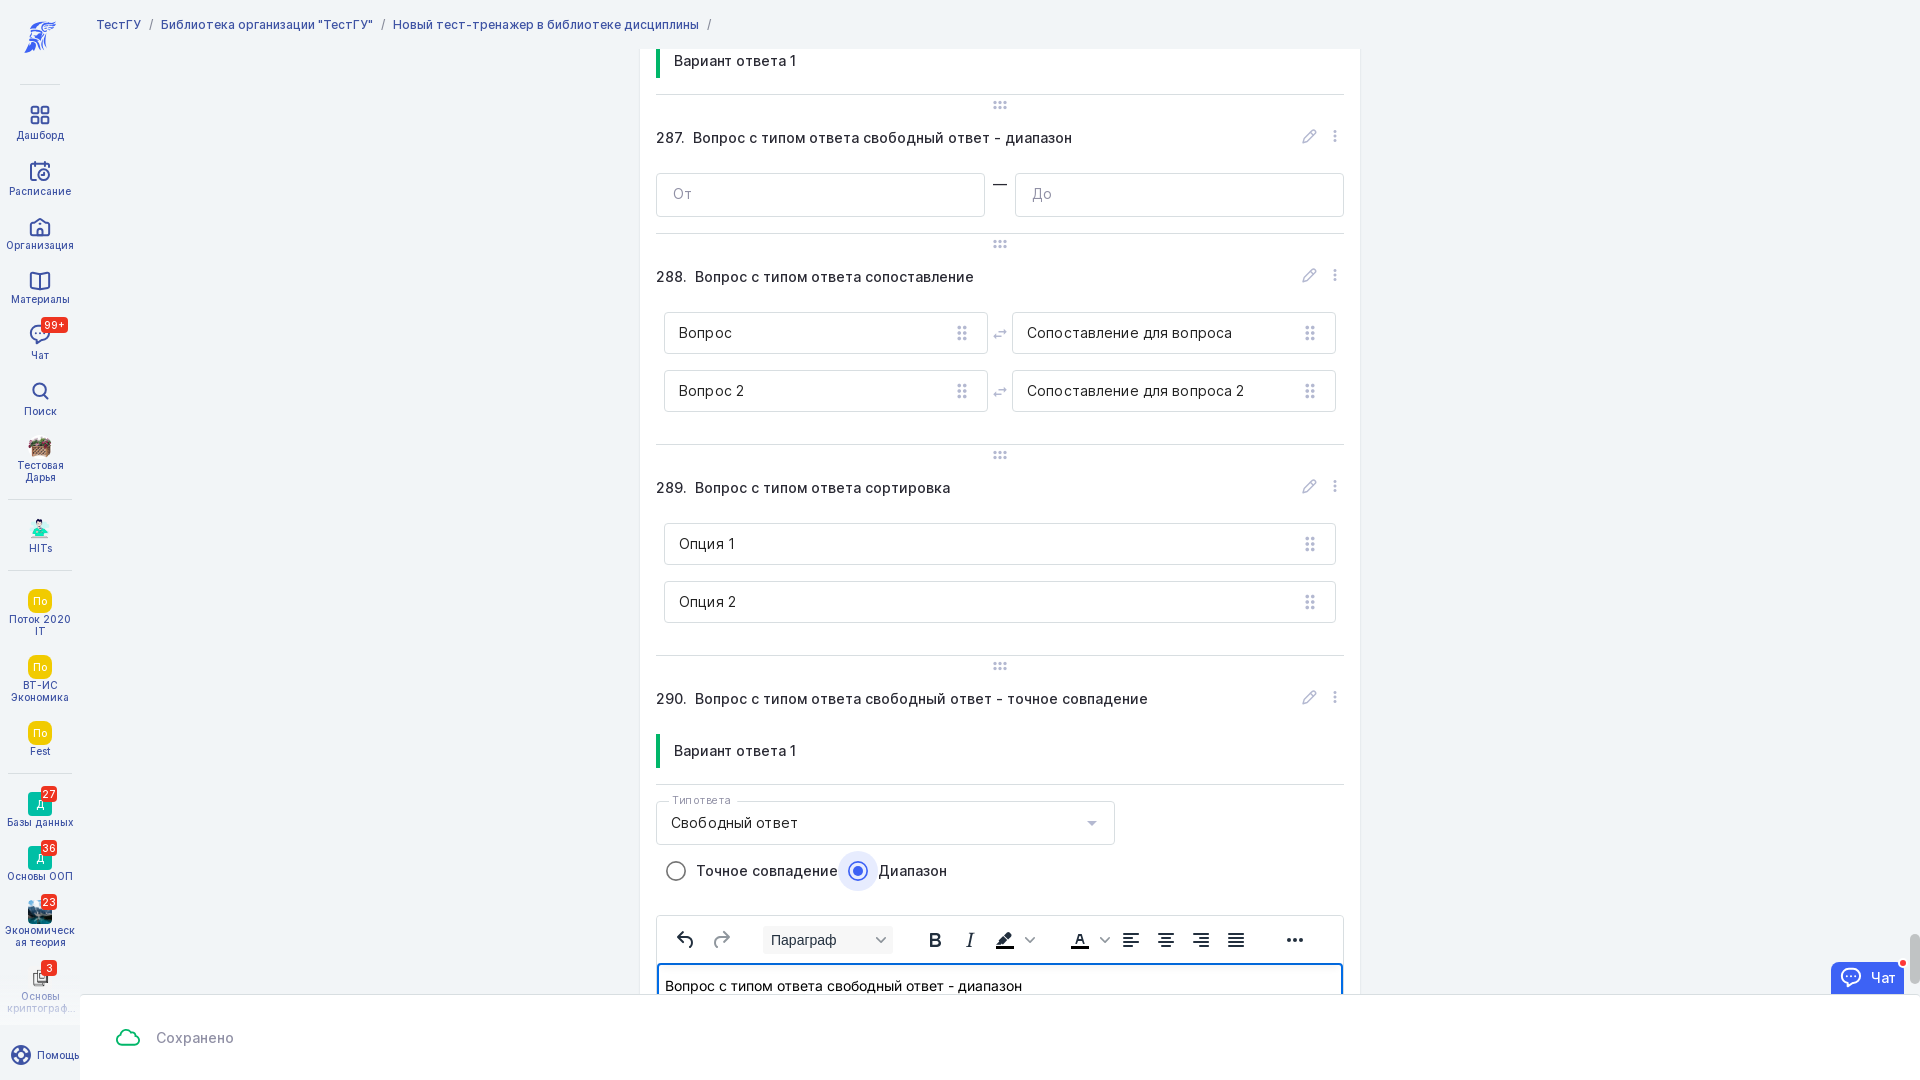 ТестГУ / Библиотека организации "ТестГУ" / Новый тест-тренажер в библиотеке дисциплины /
Дашборд
Расписание
Организация
Материалы
99+
Чат
Поиск
Тестовая
Дарья
HITs
По
Поток 2020
IT
По
ВТ-ИС
Экономика
По
Fest
27
Д
Базы данных
36
Д
Основы ООП
23
Экономическ
ая теория
3
Основы
криптограф...
Помощь
Вариант ответа 1
287. Вопрос с типом ответа свободный ответ - диапазон
От — До
288. Вопрос с типом ответа сопоставление
Вопрос Сопоставление для вопроса
Вопрос 2 Сопоставление для вопроса 2
289. Вопрос с типом ответа сортировка
Опция 1
Опция 2
290. Вопрос с типом ответа свободный ответ - точное совпадение
Вариант ответа 1
Тип ответа
Свободный ответ
Точное совпадение Диапазон
Параграф B I A
Вопрос с типом ответа свободный ответ - диапазон
Чат
Сохранено